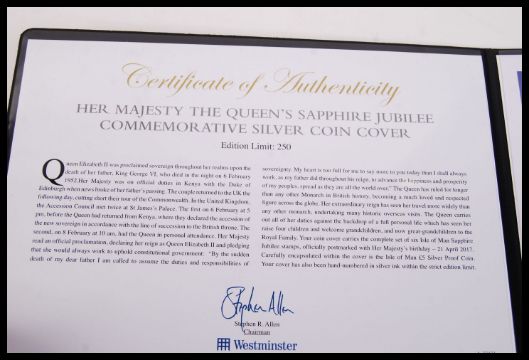 Certificate of Authenticity
HER MAJESTY THE QUEEN'S SAPPHIRE JUBILEE
COMMEMORATIVE SILVER COIN COVER
Edition Limit: 250
Queen Elizabeth II was proclaimed sovereign throughout her realms upon the
death of her father, King George VI, who died in the night on 6 February
1952. Her Majesty was on official duties in Kenya with the Duke of
Edinburgh when news broke of her father's passing. The couple returned to the UK the
following day, cutting short their tour of the Commonwealth. In the United Kingdom,
the Accession Council met twice at St James's Palace. The first on 6 February at 5
pm, before the Queen had returned from Kenya, where they declared the accession of
the new sovereign in accordance with the line of succession to the British throne. The
second, on 8 February at 10 am, had the Queen in personal attendance. Her Majesty
read an official proclamation, declaring her reign as Queen Elizabeth II and pledging
that she would always work to uphold constitutional government: "By the sudden
death of my dear father I am called to assume the duties and responsibilities of
sovereignty. My heart is too full for me to say more to you today than I shall always
work, as my father did throughout his reign, to advance the happiness and prosperity
of my peoples, spread as they are all the world over." The Queen has ruled for longer
than any other Monarch in British history, becoming a much loved and respected
figure across the globe. Her extraordinary reign has seen her travel more widely than
any other monarch, undertaking many historic overseas visits. The Queen carries
out all of her duties against the backdrop of a full personal life which has seen her
raise four children and welcome grandchildren, and now great-grandchildren to the
Royal Family. Your coin cover carries the complete set of six Isle of Man Sapphire
Jubilee stamps, officially postmarked with Her Majesty's birthday – 21 April 2017.
Carefully encapsulated within the cover is the Isle of Man £5 Silver Proof Coin.
Your cover has also been hand-numbered in silver ink within the strict edition limit.
Stephen Allen
Stephen R. Allen
Chairman
Westminster